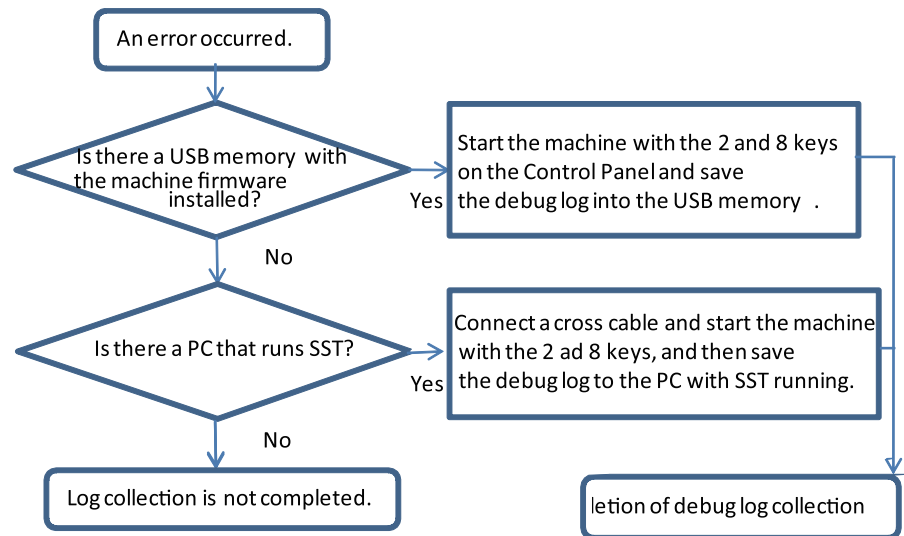 An error occurred.
Is there a USB memory with
the machine firmware
installed?
Yes
Start the machine with the 2 and 8 keys
on the Control Panel and save
the debug log into the USB memory .
No
Is there a PC that runs SST?
Yes
Connect a cross cable and start the machine
with the 2 ad 8 keys, and then save
the debug log to the PC with SST running.
No
Log collection is not completed.
letion of debug log collection